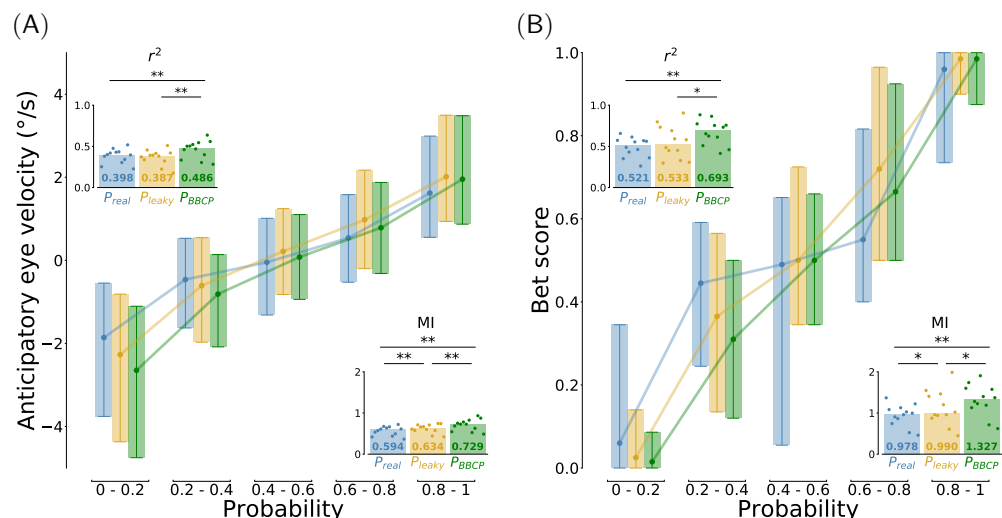 (A)
r²
**
**
1.0
0.5
0.0
0.398
0.387
0.486
P_real
P_leaky
P_BBCP
Anticipatory eye velocity (°/s)
4
2
0
−2
−4
MI
**
**
**
2
1
0
0.594
0.634
0.729
P_real
P_leaky
P_BBCP
0 - 0.2
0.2 - 0.4
0.4 - 0.6
0.6 - 0.8
0.8 - 1
Probability
(B)
r²
**
*
1.0
0.5
0.0
0.521
0.533
0.693
P_real
P_leaky
P_BBCP
Bet score
1.0
0.8
0.6
0.4
0.2
0.0
MI
**
*
*
2
1
0
0.978
0.990
1.327
P_real
P_leaky
P_BBCP
0 - 0.2
0.2 - 0.4
0.4 - 0.6
0.6 - 0.8
0.8 - 1
Probability